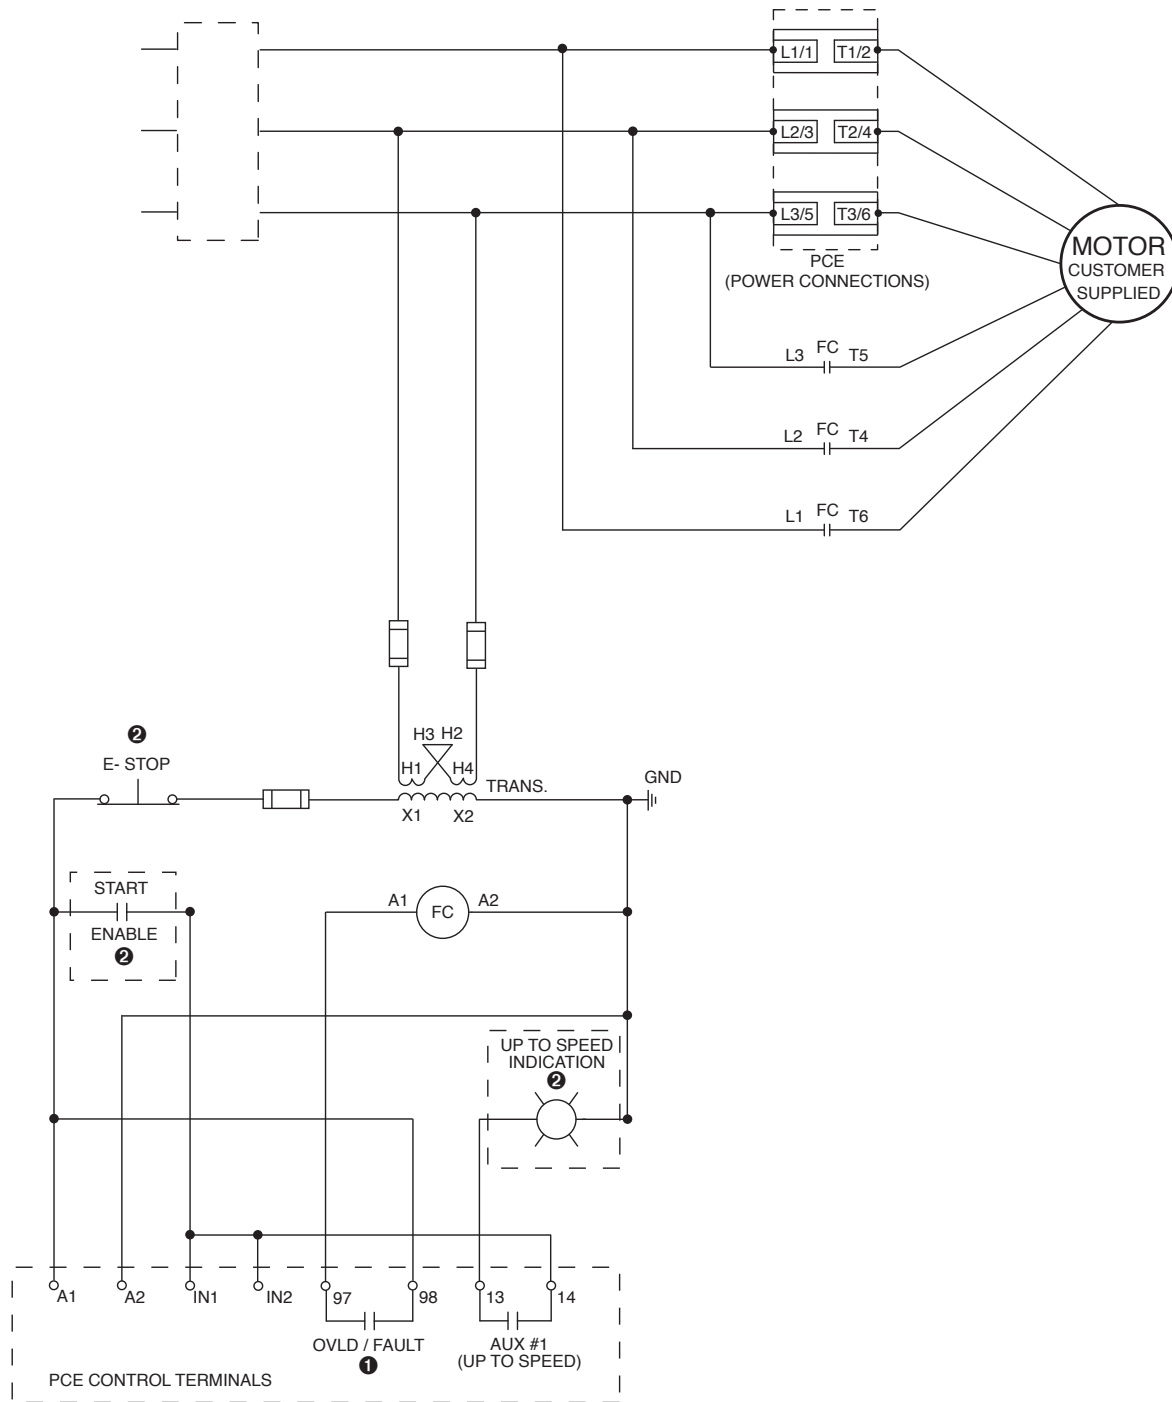 L1/1 T1/2
L2/3 T2/4
L3/5 T3/6
PCE
(POWER CONNECTIONS)
MOTOR
CUSTOMER
SUPPLIED
L3 FC T5
L2 FC T4
L1 FC T6
❷
E- STOP
H3 H2
H1 H4
TRANS.
X1 X2
GND
START
ENABLE
❷
A1 FC A2
UP TO SPEED
INDICATION
❷
A1 A2 IN1 IN2 97 98 13 14
OVLD / FAULT
❶
AUX #1
(UP TO SPEED)
PCE CONTROL TERMINALS